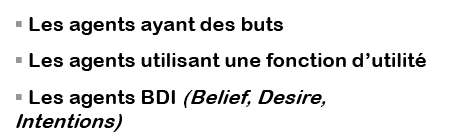 ▪ Les agents ayant des buts
▪ Les agents utilisant une fonction d’utilité
▪ Les agents BDI (Belief, Desire,
Intentions)